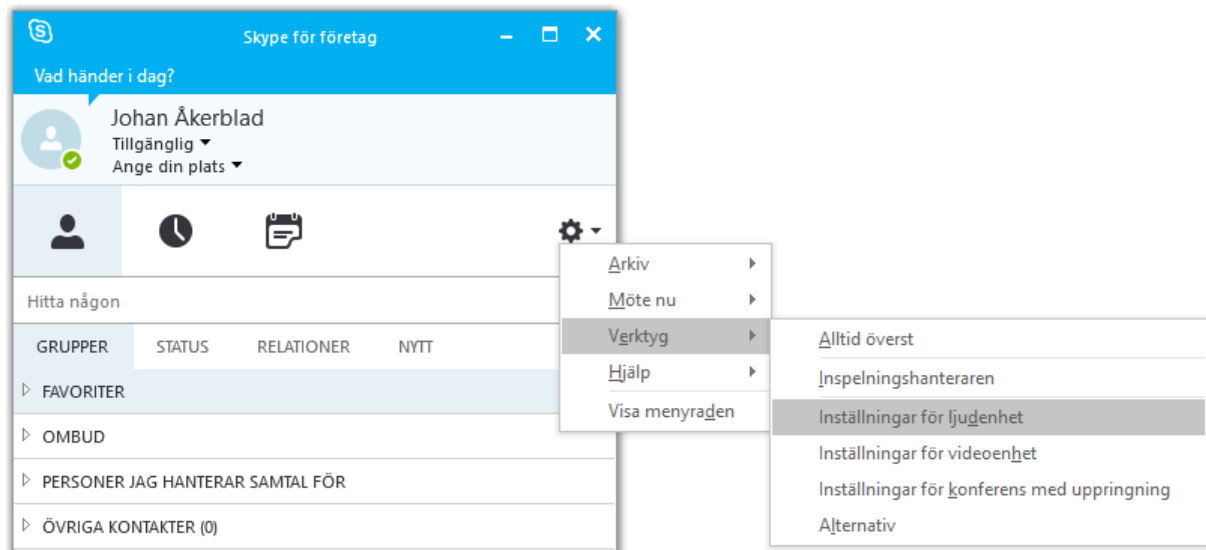 Skype för företag
Vad händer i dag?
Johan Åkerblad
Tillgänglig
Ange din plats
Hitta någon
GRUPPER STATUS RELATIONER NYTT
FAVORITER
OMBUD
PERSONER JAG HANTERAR SAMTAL FÖR
ÖVRIGA KONTAKTER (0)
Arkiv
Möte nu
Verktyg
Hjälp
Visa menyraden
Alltid överst
Inspelningshanteraren
Inställningar för ljudenhet
Inställningar för videoenhet
Inställningar för konferens med uppringning
Alternativ